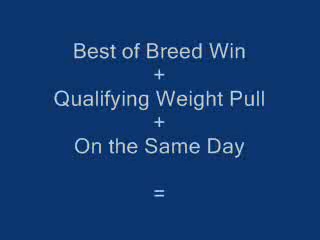 Best of Breed Win
+
Qualifying Weight Pull
+
On the Same Day
=